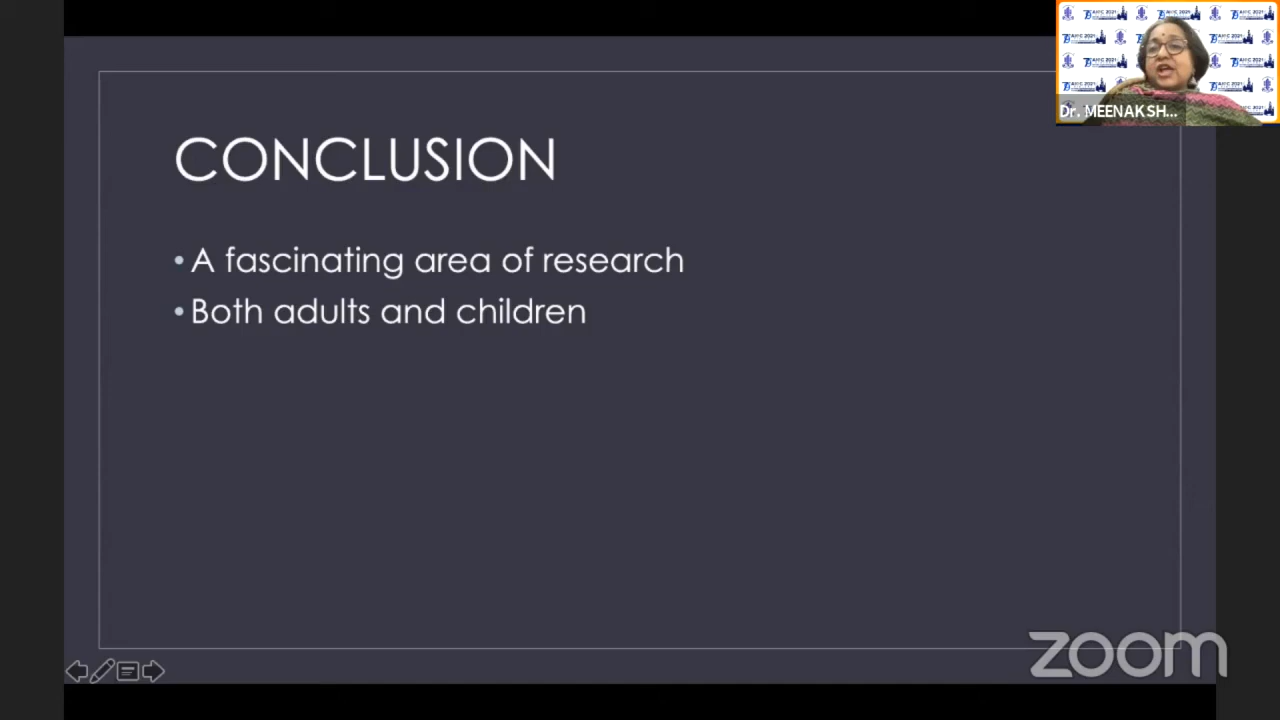 CONCLUSION
• A fascinating area of research
• Both adults and children
Dr. MEENAKSH...
zoom